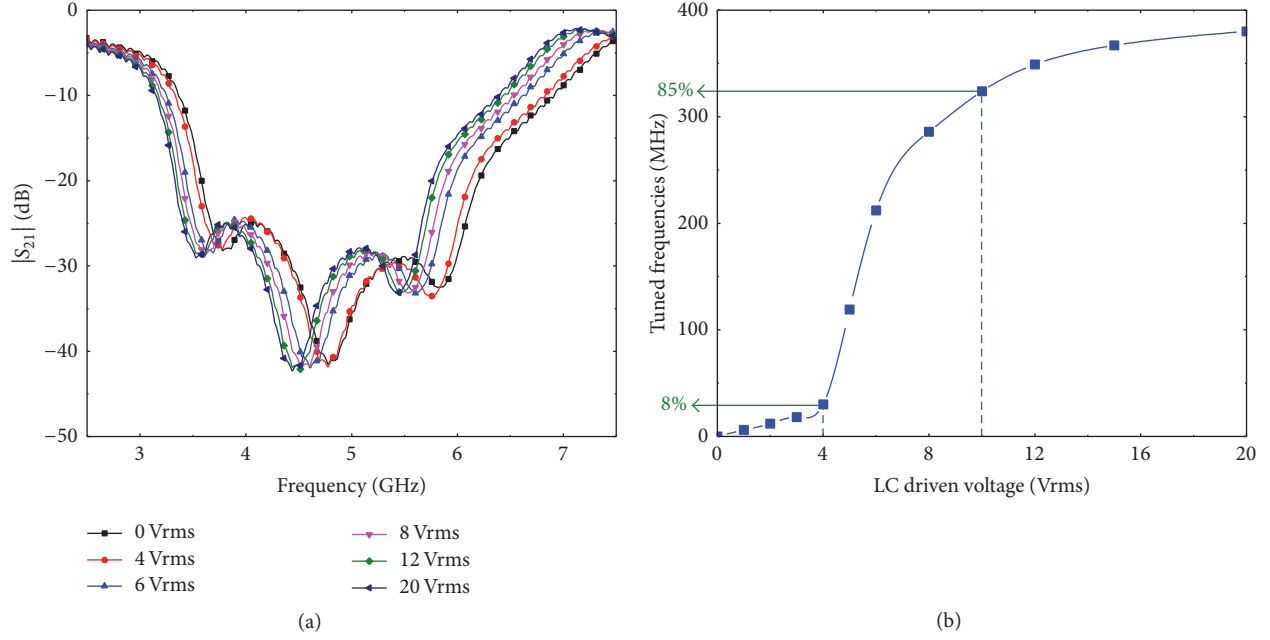 0
−10
−20
−30
−40
−50
|S21| (dB)
3
4
5
6
7
Frequency (GHz)
0 Vrms
4 Vrms
6 Vrms
8 Vrms
12 Vrms
20 Vrms
(a)
400
300
200
100
0
85%
8%
Tuned frequencies (MHz)
0
4
8
12
16
20
LC driven voltage (Vrms)
(b)